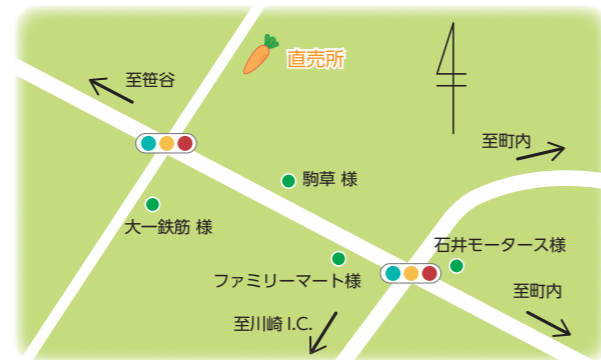 直売所
至笹谷
至町内
駒草 様
大一鉄筋 様
石井モータース様
ファミリーマート様
至町内
至川崎 I.C.